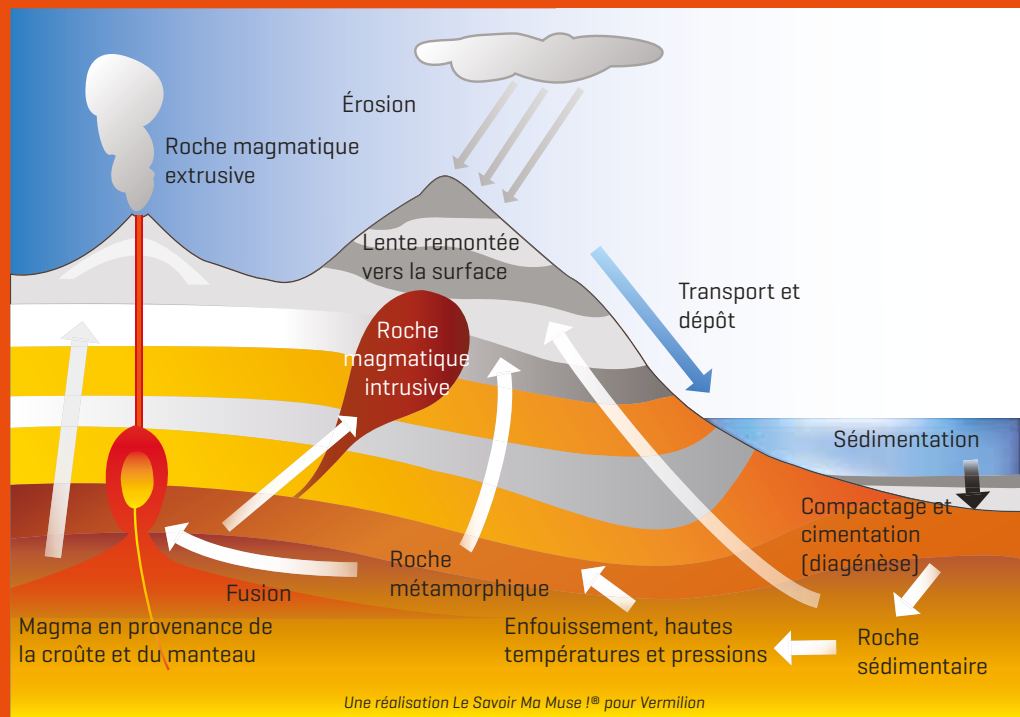 Érosion
Roche magmatique
extrusive
Lente remontée
vers la surface
Transport et
dépôt
Roche
magmatique
intrusive
Sédimentation
Compactage et
cimentation
(diagénèse)
Roche
métamorphique
Fusion
Magma en provenance de
la croûte et du manteau
Enfouissement, hautes
températures et pressions
Roche
sédimentaire
Une réalisation Le Savoir Ma Muse !® pour Vermilion